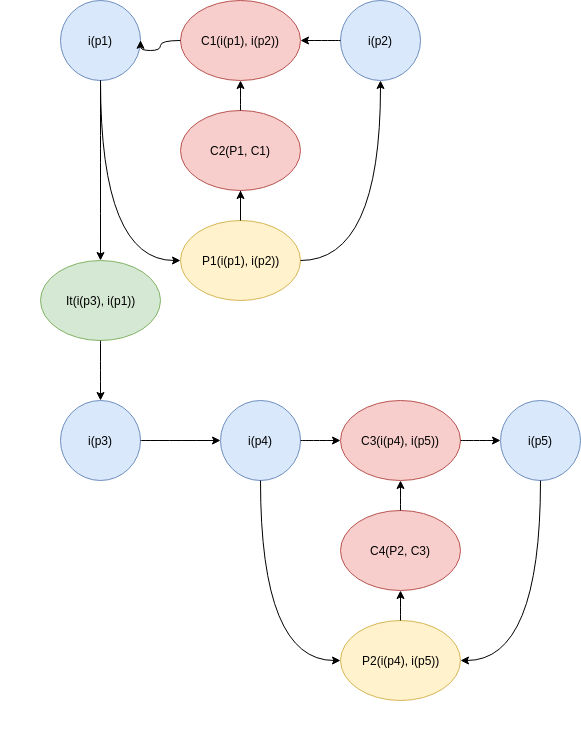 i(p1)
C1(i(p1), i(p2))
i(p2)
C2(P1, C1)
P1(i(p1), i(p2))
It(i(p3), i(p1))
i(p3)
i(p4)
C3(i(p4), i(p5))
i(p5)
C4(P2, C3)
P2(i(p4), i(p5))